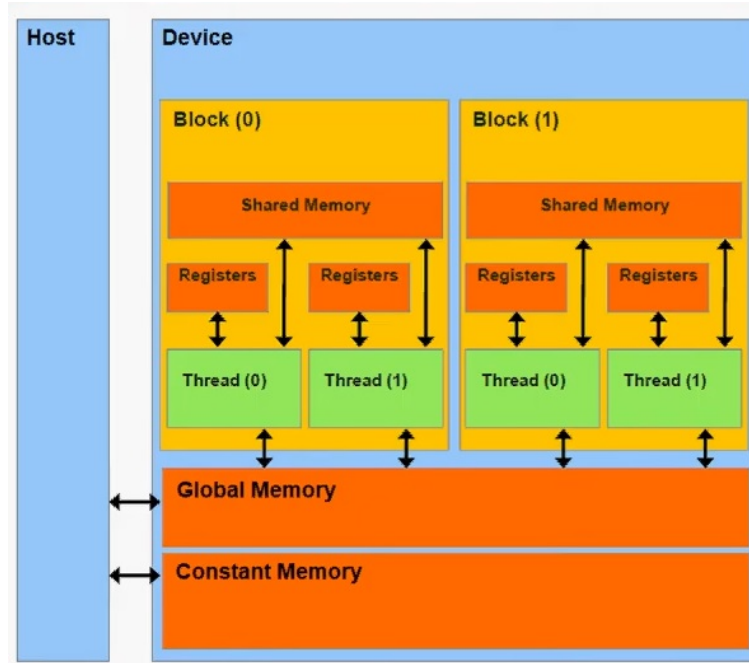 Host
Device
Block (0)
Block (1)
Shared Memory
Shared Memory
Registers
Registers
Registers
Registers
Thread (0)
Thread (1)
Thread (0)
Thread (1)
Global Memory
Constant Memory